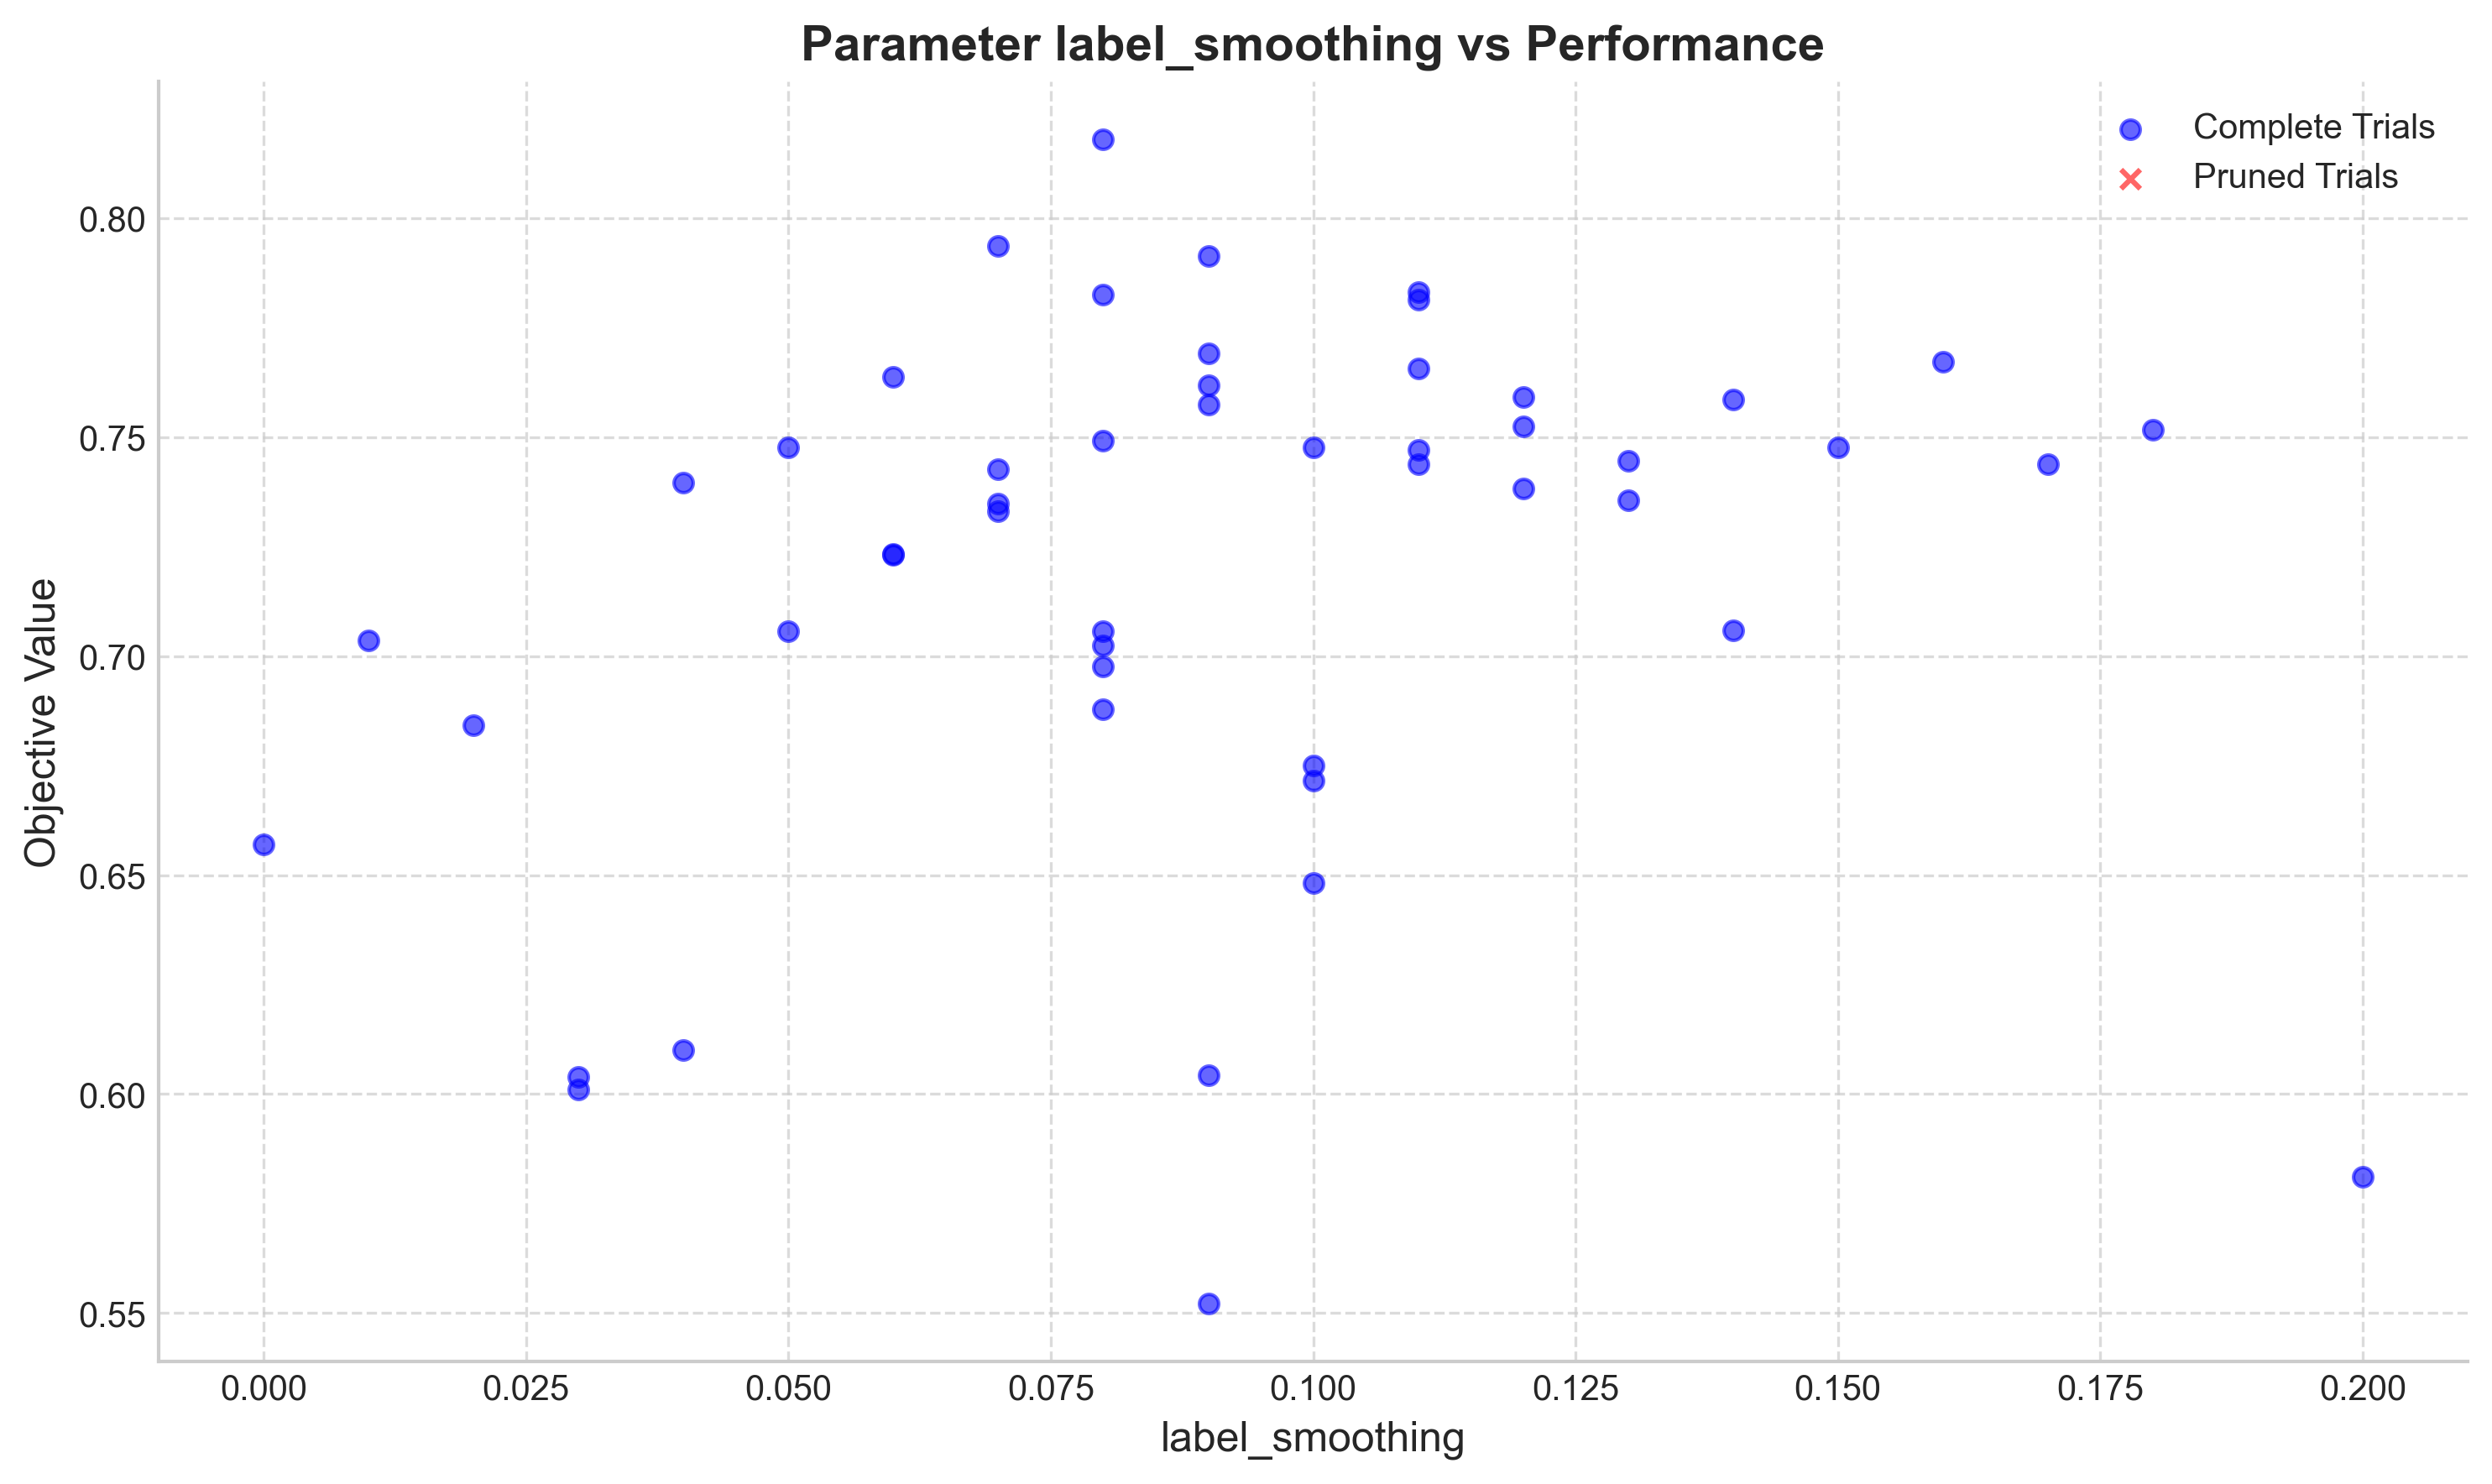 Parameter label_smoothing vs Performance
Complete Trials
Pruned Trials
Objective Value
0.80
0.75
0.70
0.65
0.60
0.55
0.000 0.025 0.050 0.075 0.100 0.125 0.150 0.175 0.200
label_smoothing